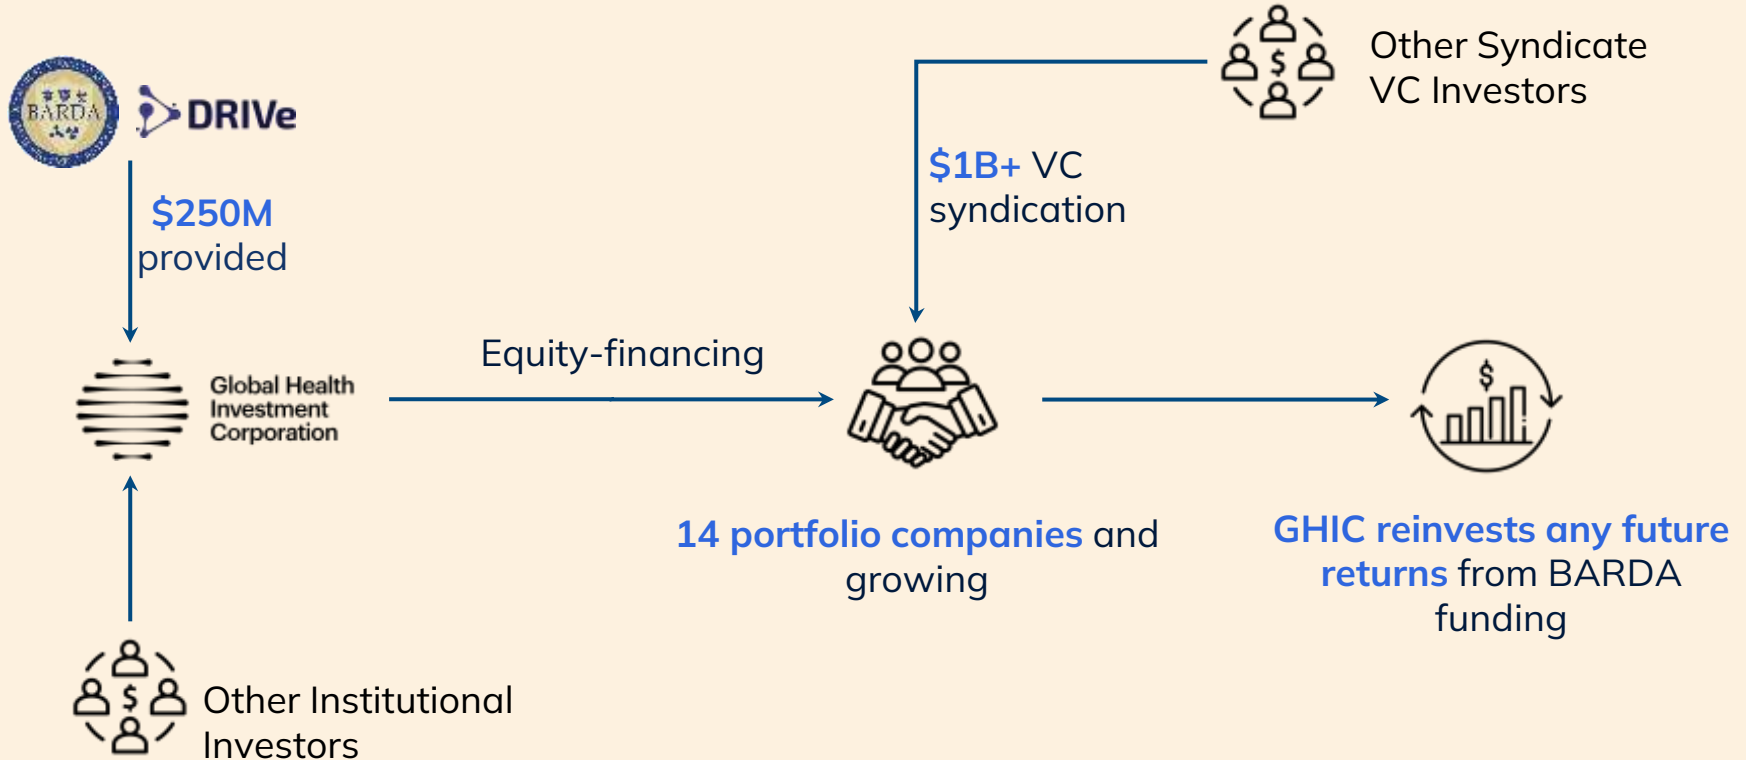 BARDA
DRIVe
Other Syndicate
VC Investors
$250M
provided
$1B+ VC
syndication
Global Health
Investment
Corporation
Equity-financing
$
14 portfolio companies and
growing
GHIC reinvests any future
returns from BARDA
funding
$
Other Institutional
Investors
$